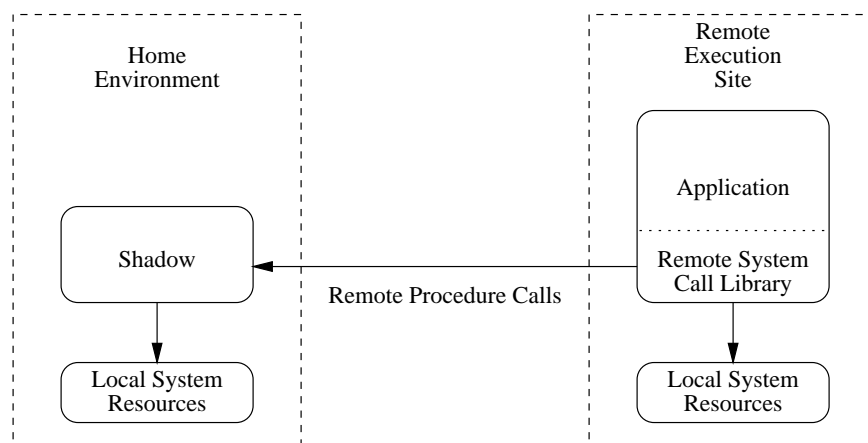 Home
Environment
Remote
Execution
Site
Application
Shadow
Remote System
Call Library
Remote Procedure Calls
Local System
Resources
Local System
Resources